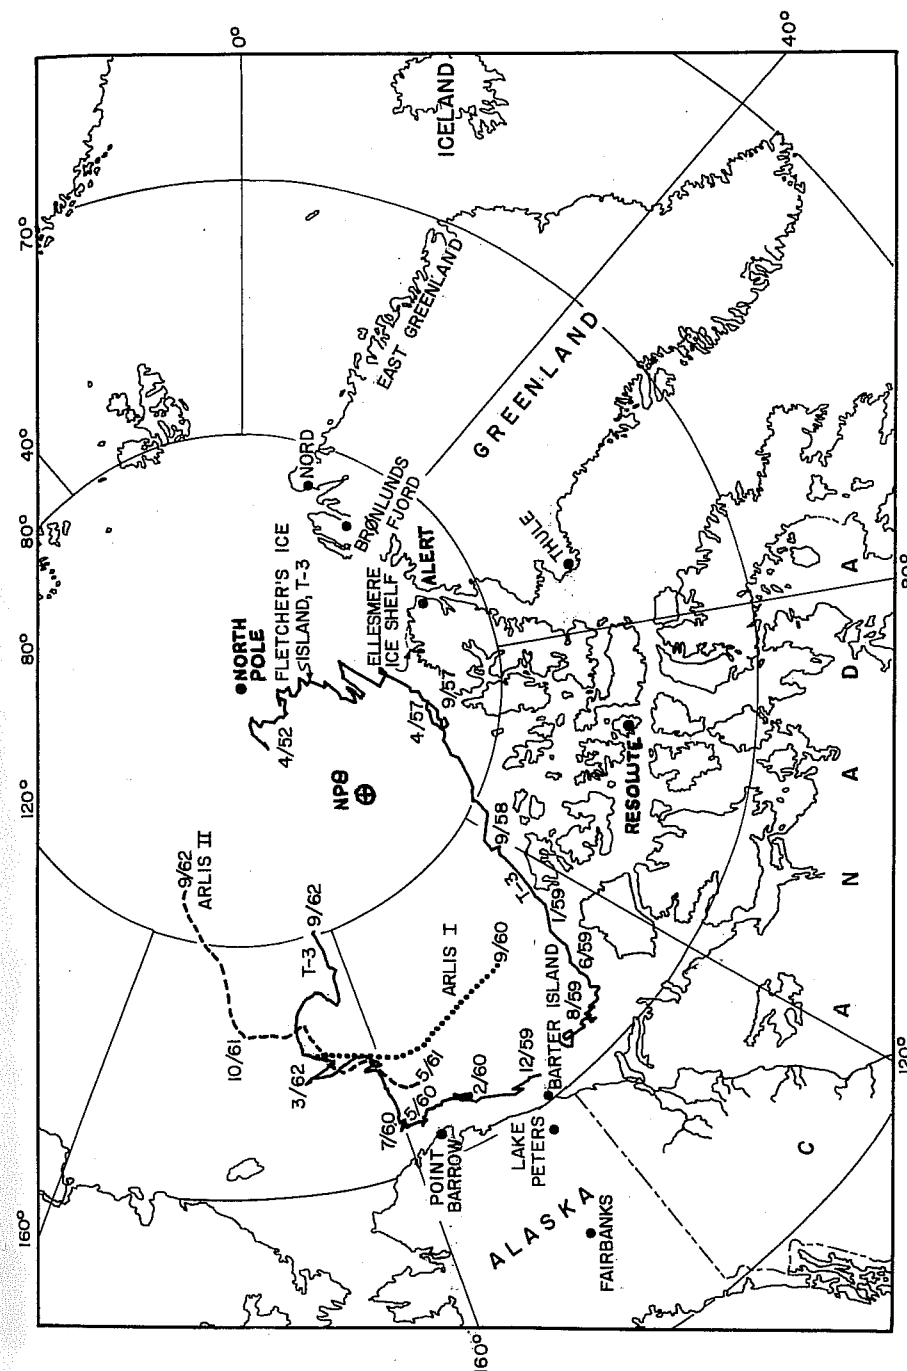 0°
40°
70°
ICELAND
EAST GREENLAND
GREENLAND
40°
80°
NORD
BRØNLUNDS
FJORD
THULE
FLETCHER'S ICE
ISLAND, T-3
ELLESMERE
ICE SHELF
ALERT
NORTH
POLE
80°
4/52
4/57
9/57
NP8
RESOLUTE
120°
9/58
T-3
1/59
6/59
8/59
9/62
ARLIS II
9/62
T-3
ARLIS I
9/60
10/61
3/62
5/61
12/59
BARTER ISLAND
2/60
5/60
7/60
POINT
BARROW
LAKE
PETERS
ALASKA
FAIRBANKS
CANADA
120°
160°
160°